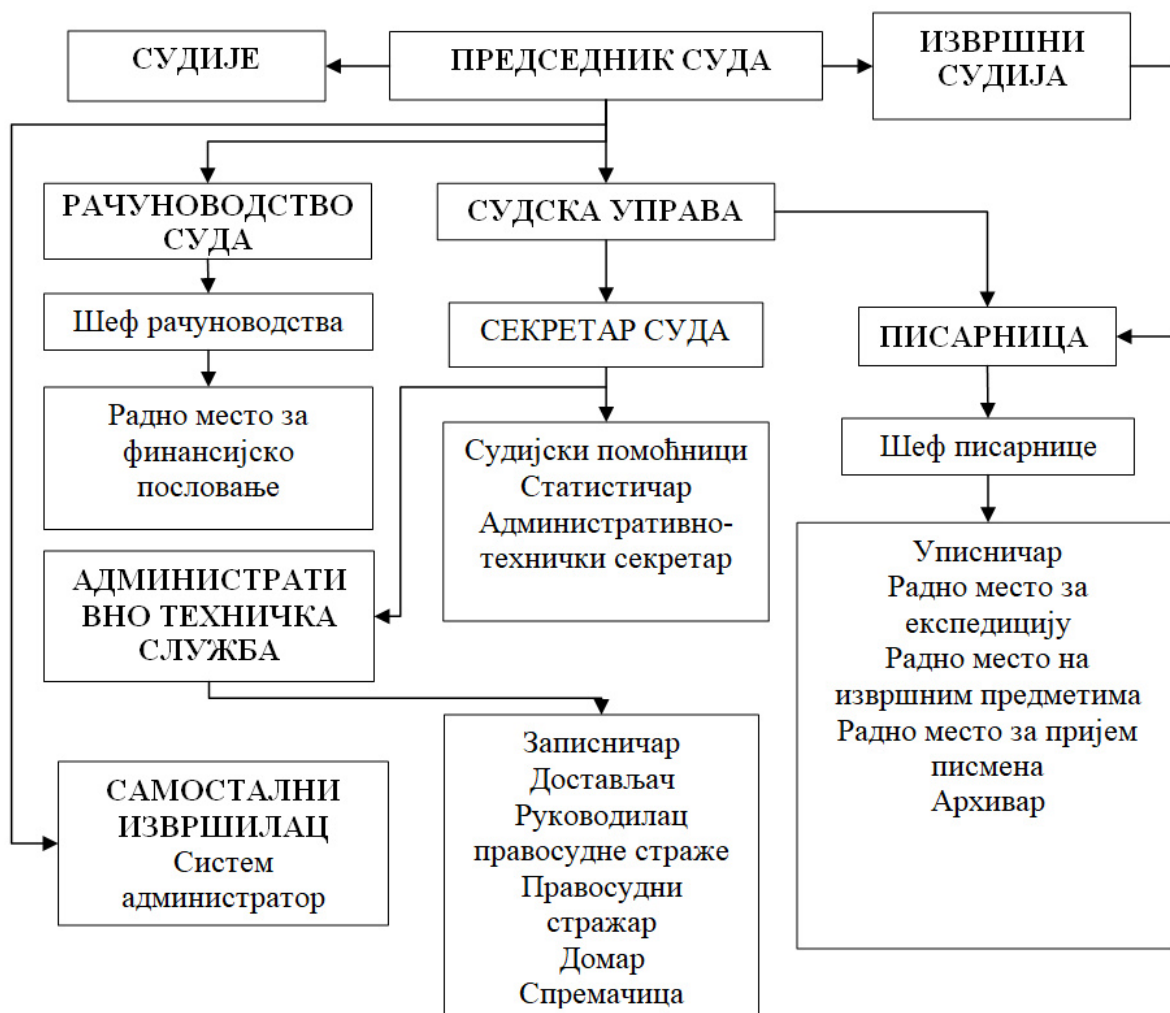 СУДИЈЕ
ПРЕДСЕДНИК СУДА
ИЗВРШНИ
СУДИЈА
РАЧУНОВОДСТВО
СУДА
СУДСКА УПРАВА
Шеф рачуноводства
СЕКРЕТАР СУДА
ПИСАРНИЦА
Радно место за
финансијско
пословање
Судијски помоћници
Статистичар
Административно-
технички секретар
Шеф писарнице
АДМИНИСТРАТИ
ВНО ТЕХНИЧКА
СЛУЖБА
Уписничар
Радно место за
експедицију
Радно место на
извршним предметима
Радно место за пријем
писмена
Архивар
САМОСТАЛНИ
ИЗВРШИЛАЦ
Систем
администратор
Записничар
Достављач
Руководилац
правосудне страже
Правосудни
стражар
Домар
Спремачица